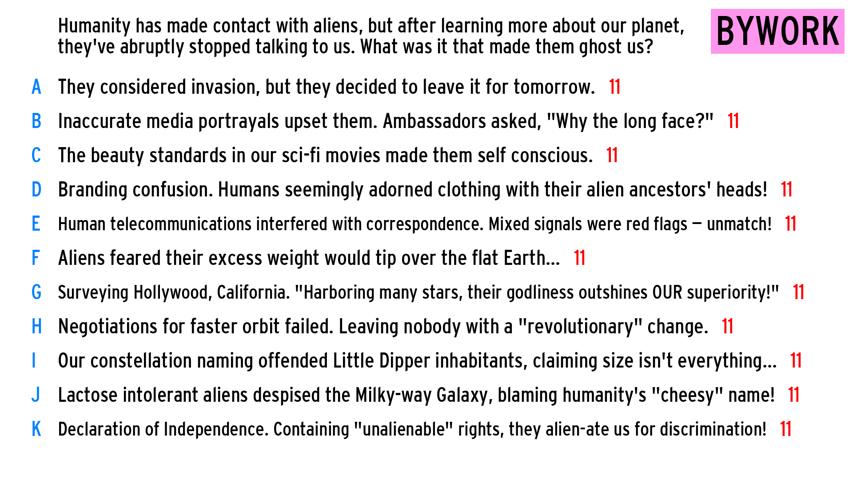 Humanity has made contact with aliens, but after learning more about our planet,
they've abruptly stopped talking to us. What was it that made them ghost us?
BYWORK
A They considered invasion, but they decided to leave it for tomorrow. 11
B Inaccurate media portrayals upset them. Ambassadors asked, "Why the long face?" 11
C The beauty standards in our sci-fi movies made them self conscious. 11
D Branding confusion. Humans seemingly adorned clothing with their alien ancestors' heads! 11
E Human telecommunications interfered with correspondence. Mixed signals were red flags – unmatch! 11
F Aliens feared their excess weight would tip over the flat Earth... 11
G Surveying Hollywood, California. "Harboring many stars, their godliness outshines OUR superiority!" 11
H Negotiations for faster orbit failed. Leaving nobody with a "revolutionary" change. 11
I Our constellation naming offended Little Dipper inhabitants, claiming size isn't everything... 11
J Lactose intolerant aliens despised the Milky-way Galaxy, blaming humanity's "cheesy" name! 11
K Declaration of Independence. Containing "unalienable" rights, they alien-ate us for discrimination! 11